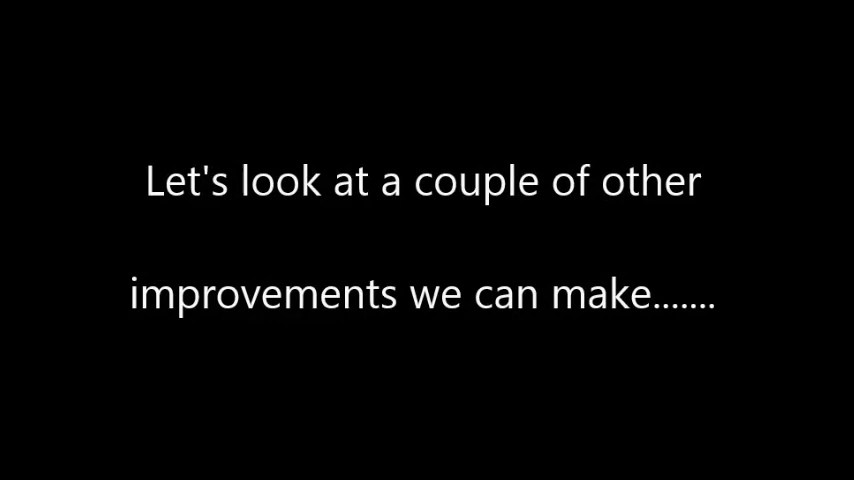 Let's look at a couple of other
improvements we can make.......